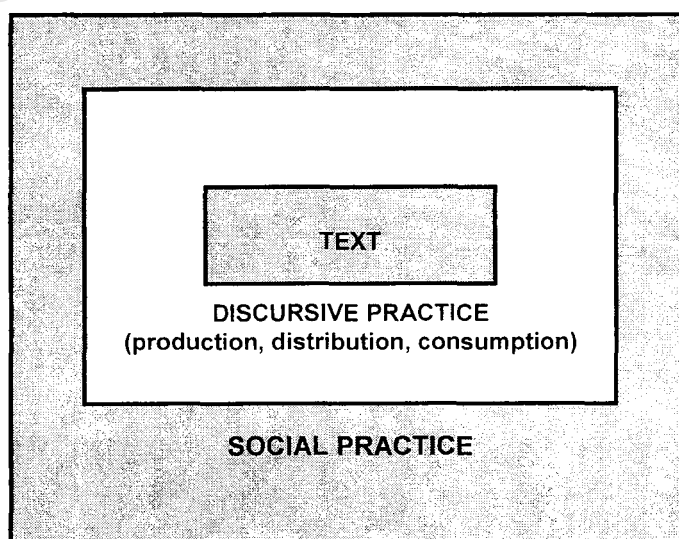 TEXT
DISCURSIVE PRACTICE
(production, distribution, consumption)
SOCIAL PRACTICE